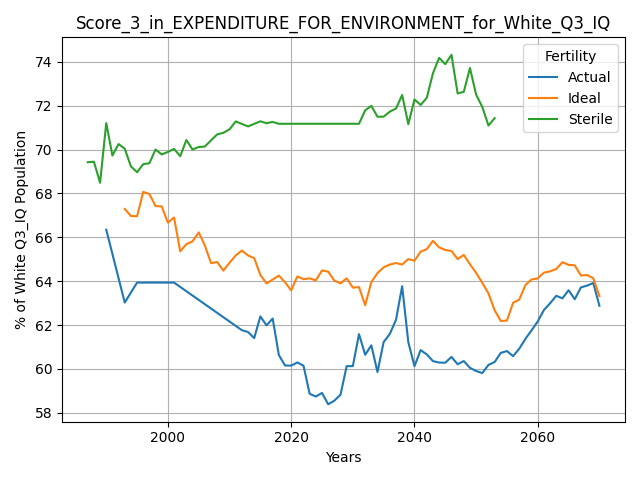 Score_3_in_EXPENDITURE_FOR_ENVIRONMENT_for_White_Q3_IQ
Fertility
Actual
Ideal
Sterile
% of White Q3_IQ Population
74
72
70
68
66
64
62
60
58
2000
2020
2040
2060
Years